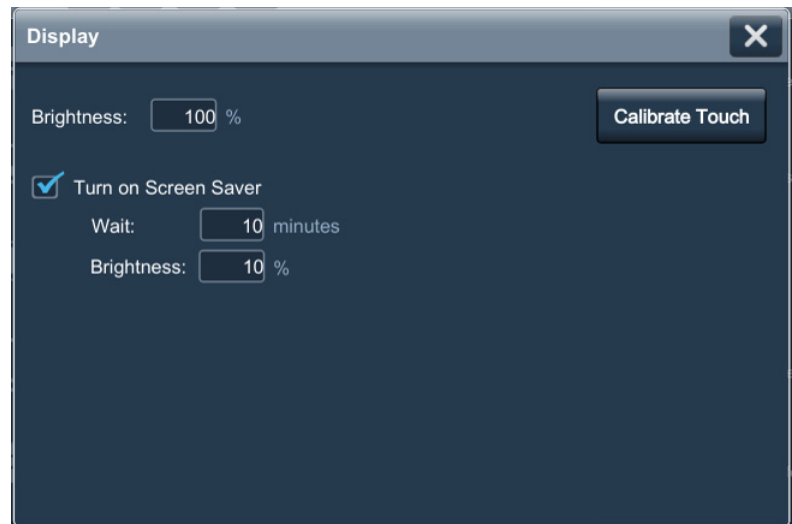 Display
Brightness: 100 %
Calibrate Touch
Turn on Screen Saver
Wait: 10 minutes
Brightness: 10 %